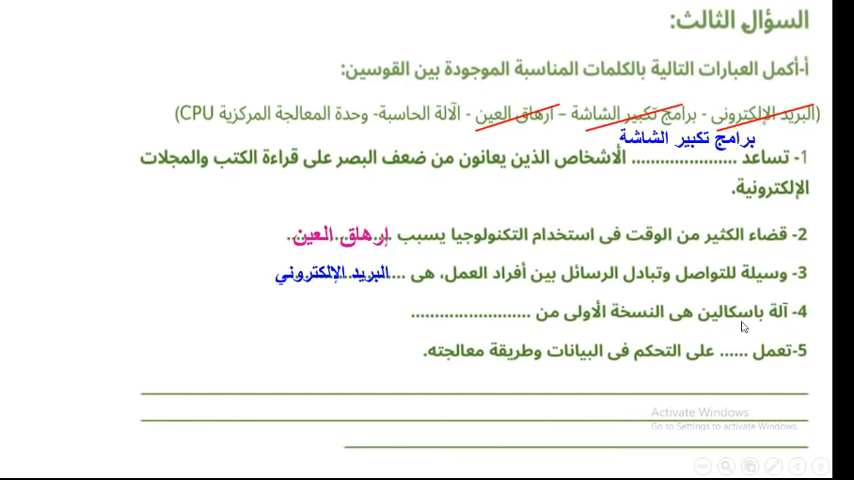 السؤال الثالث:
أ-أكمل العبارات التالية بالكلمات المناسبة الموجودة بين القوسين:
(البريد الإلكترونى - برامج تكبير الشاشة – ارهاق العين - الآلة الحاسبة- وحدة المعالجة المركزية CPU)
برامج تكبير الشاشة
1- تساعد ...................... الأشخاص الذين يعانون من ضعف البصر على قراءة الكتب والمجلات
الإلكترونية.
2- قضاء الكثير من الوقت فى استخدام التكنولوجيا يسبب إرهاق العين
3- وسيلة للتواصل وتبادل الرسائل بين أفراد العمل، هى .... البريد الإلكتروني
4- آلة باسكالين هى النسخة الأولى من .........................
5-تعمل ...... على التحكم فى البيانات وطريقة معالجته.
Activate Windows
Go to Settings to activate Windows.